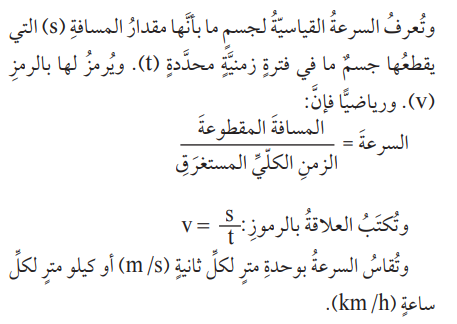 وتُعرفُ السرعةُ القياسيّةُ لجسمٍ ما بأنَّها مقدارُ المسافةِ (s) التي
يقطعُها جسمٌ ما في فترةٍ زمنيَّةٍ محدَّدةٍ (t). ويُرمزُ لها بالرمزِ
(v). ورياضيًّا فإنَّ:
السرعةَ = المسافةَ المقطوعةَ
الزمنِ الكلّيِّ المستغرَقِ
وتُكتَبُ العلاقةُ بالرموزِ: v = s
t
وتُقاسُ السرعةُ بوحدةِ مترٍ لكلِّ ثانيةٍ (m/s) أو كيلو مترٍ لكلِّ
ساعةٍ (km/h).